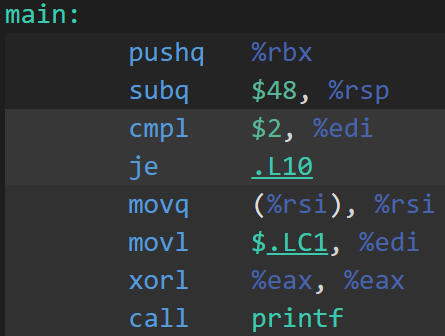 main:
pushq %rbx
subq $48, %rsp
cmpl $2, %edi
je .L10
movq (%rsi), %rsi
movl $.LC1, %edi
xorl %eax, %eax
call printf